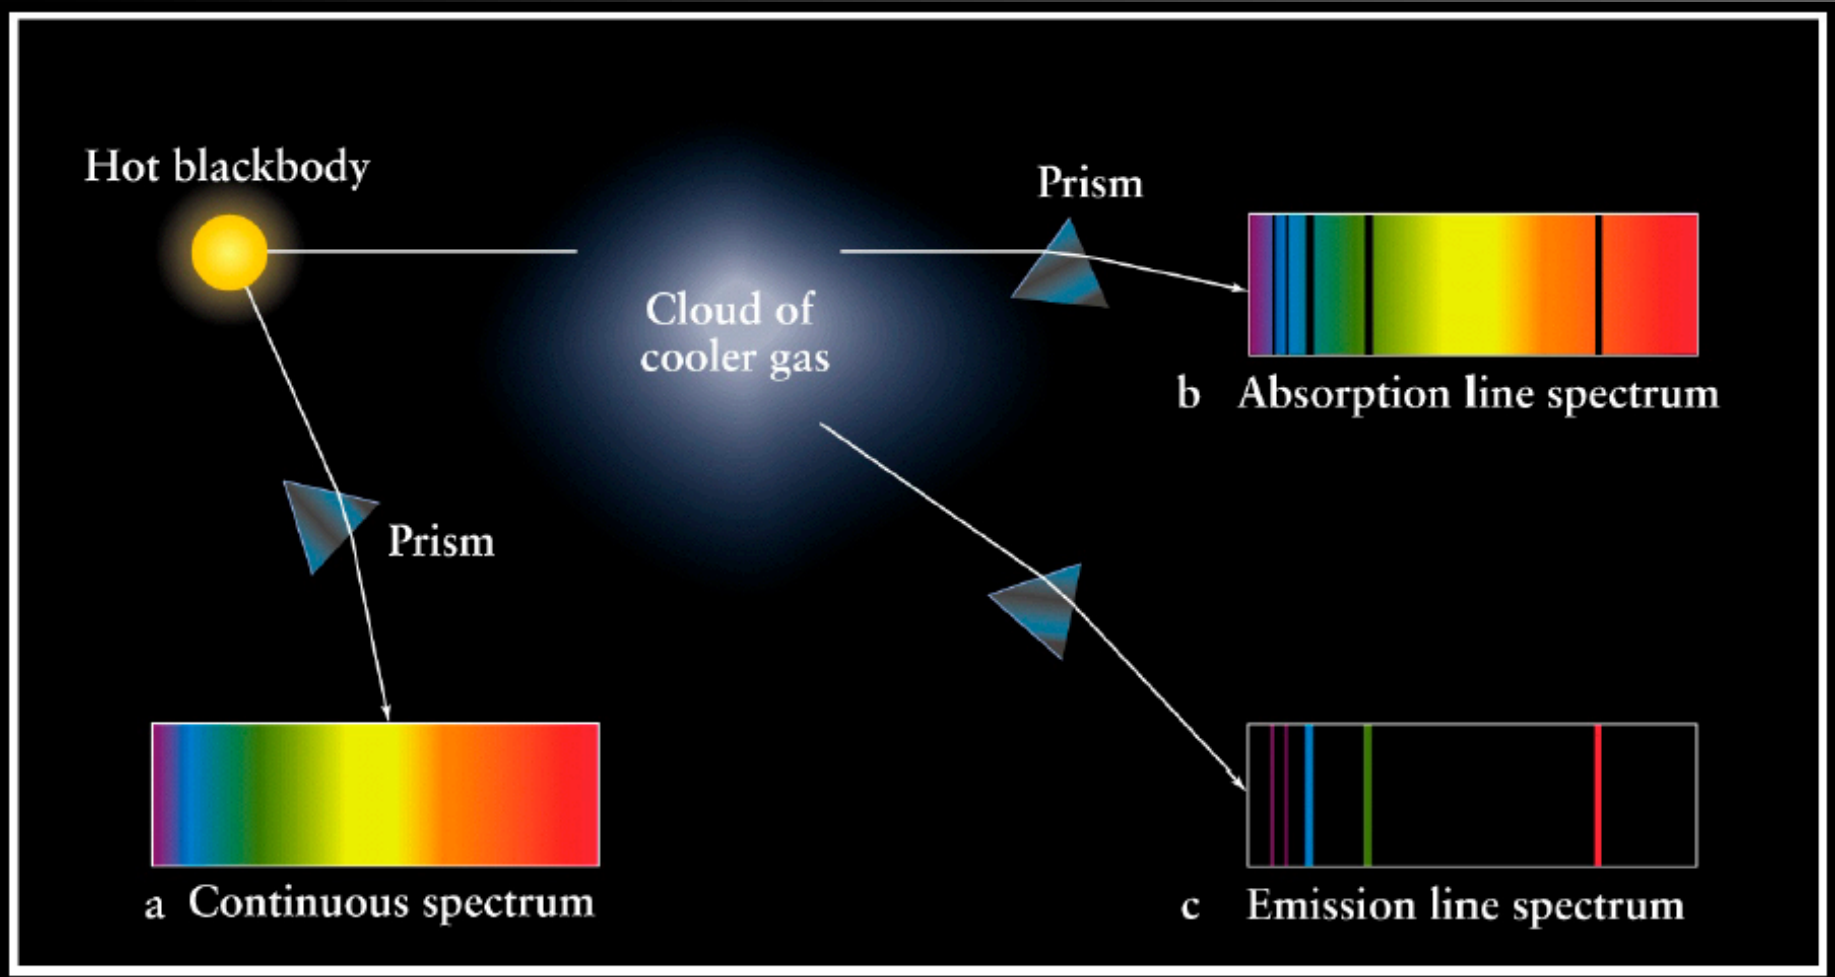 Hot blackbody
Prism
Cloud of
cooler gas
b Absorption line spectrum
Prism
a Continuous spectrum
c Emission line spectrum